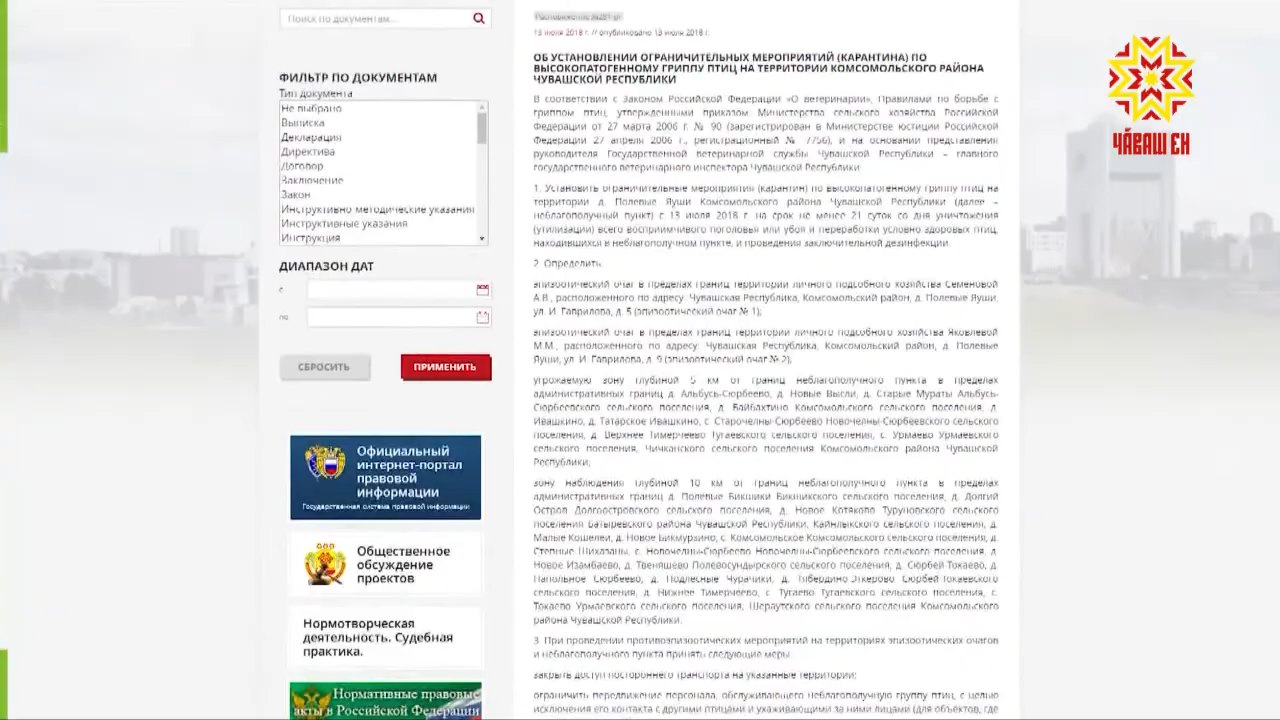 Поиск по документам...
ФИЛЬТР ПО ДОКУМЕНТАМ
Тип документа
Не выбрано
Выписка
Декларация
Директива
Договор
Заключение
Закон
Инструктивно методические указания
Инструктивные указания
Инструкция
ДИАПАЗОН ДАТ
с
по
СБРОСИТЬ
ПРИМЕНИТЬ
Официальный
интернет-портал
правовой
информации
Государственная система правовой информации
Общественное
обсуждение
проектов
Нормотворческая
деятельность. Судебная
практика.
Нормативные правовые
акты в Российской Федерации
Распоряжение
13 июля 2018 г. // опубликовано 13 июля 2018 г.
ОБ УСТАНОВЛЕНИИ ОГРАНИЧИТЕЛЬНЫХ МЕРОПРИЯТИЙ (КАРАНТИНА) ПО
ВЫСОКОПАТОГЕННОМУ ГРИППУ ПТИЦ НА ТЕРРИТОРИИ КОМСОМОЛЬСКОГО РАЙОНА
ЧУВАШСКОЙ РЕСПУБЛИКИ
В соответствии с Законом Российской Федерации «О ветеринарии», Правилами по борьбе с
гриппом птиц, утвержденными приказом Министерства сельского хозяйства Российской
Федерации от 27 марта 2006 г. № 90 (зарегистрирован в Министерстве юстиции Российской
Федерации 27 апреля 2006 г., регистрационный № 7756), и на основании представления
руководителя Государственной ветеринарной службы Чувашской Республики – главного
государственного ветеринарного инспектора Чувашской Республики:
1. Установить ограничительные мероприятия (карантин) по высокопатогенному гриппу птиц на
территории д. Полевые Яуши Комсомольского района Чувашской Республики (далее –
неблагополучный пункт) с 13 июля 2018 г. на срок не менее 21 суток со дня уничтожения
(утилизации) всего восприимчивого поголовья или убоя и переработки условно здоровых птиц,
находившихся в неблагополучном пункте, и проведения заключительной дезинфекции.
2. Определить:
эпизоотический очаг в пределах границ территории личного подсобного хозяйства Семеновой
А.В., расположенного по адресу: Чувашская Республика, Комсомольский район, д. Полевые Яуши,
ул. И. Гаврилова, д. 5 (эпизоотический очаг № 1);
эпизоотический очаг в пределах границ территории личного подсобного хозяйства Яковлевой
М.М., расположенного по адресу: Чувашская Республика, Комсомольский район, д. Полевые
Яуши, ул. И. Гаврилова, д. 9 (эпизоотический очаг № 2);
угрожаемую зону глубиной 5 км от границ неблагополучного пункта в пределах
административных границ д. Альбусь-Сюрбеево, д. Новые Высли, д. Старые Мураты Альбусь-
Сюрбеевского сельского поселения, д. Байбахтино Комсомольского сельского поселения, д.
Ивашкино, д. Татарское Ивашкино, с. Старочелны-Сюрбеево Новочелны-Сюрбеевского сельского
поселения, д. Верхнее Тимерчеево Тугаевского сельского поселения, с. Урмаево Урмаевского
сельского поселения, Чичканского сельского поселения Комсомольского района Чувашской
Республики;
зону наблюдения глубиной 10 км от границ неблагополучного пункта в пределах
административных границ д. Полевые Бикшики Бикшикского сельского поселения, д. Долгий
Остров Долгоостровского сельского поселения, д. Новое Котяково Туруновского сельского
поселения Батыревского района Чувашской Республики, Кайнлыкского сельского поселения, д.
Малые Кошелеи, д. Новое Бикмурзино, с. Комсомольское Комсомольского сельского поселения, д.
Степные Шихазаны, с. Новочелны-Сюрбеево Новочелны-Сюрбеевского сельского поселения, д.
Новое Изамбаево, д. Твеняшево Полевосундырского сельского поселения, д. Сюрбей Токаево, д.
Напольное Сюрбеево, д. Подлесные Чурачики, д. Тябердино-Эткерово Сюрбей-Токаевского
сельского поселения, д. Нижнее Тимерчеево, с. Тугаево Тугаевского сельского поселения, с.
Токаево Урмаевского сельского поселения, Шераутского сельского поселения Комсомольского
района Чувашской Республики.
3. При проведении противоэпизоотических мероприятий на территориях эпизоотических очагов
и неблагополучного пункта принять следующие меры:
закрыть доступ постороннего транспорта на указанные территории;
ограничить передвижение персонала, обслуживающего неблагополучную группу птиц, с целью
исключения его контакта с другими птицами и ухаживающими за ними лицами (для объектов, где
ЧӐВАШ ЕН